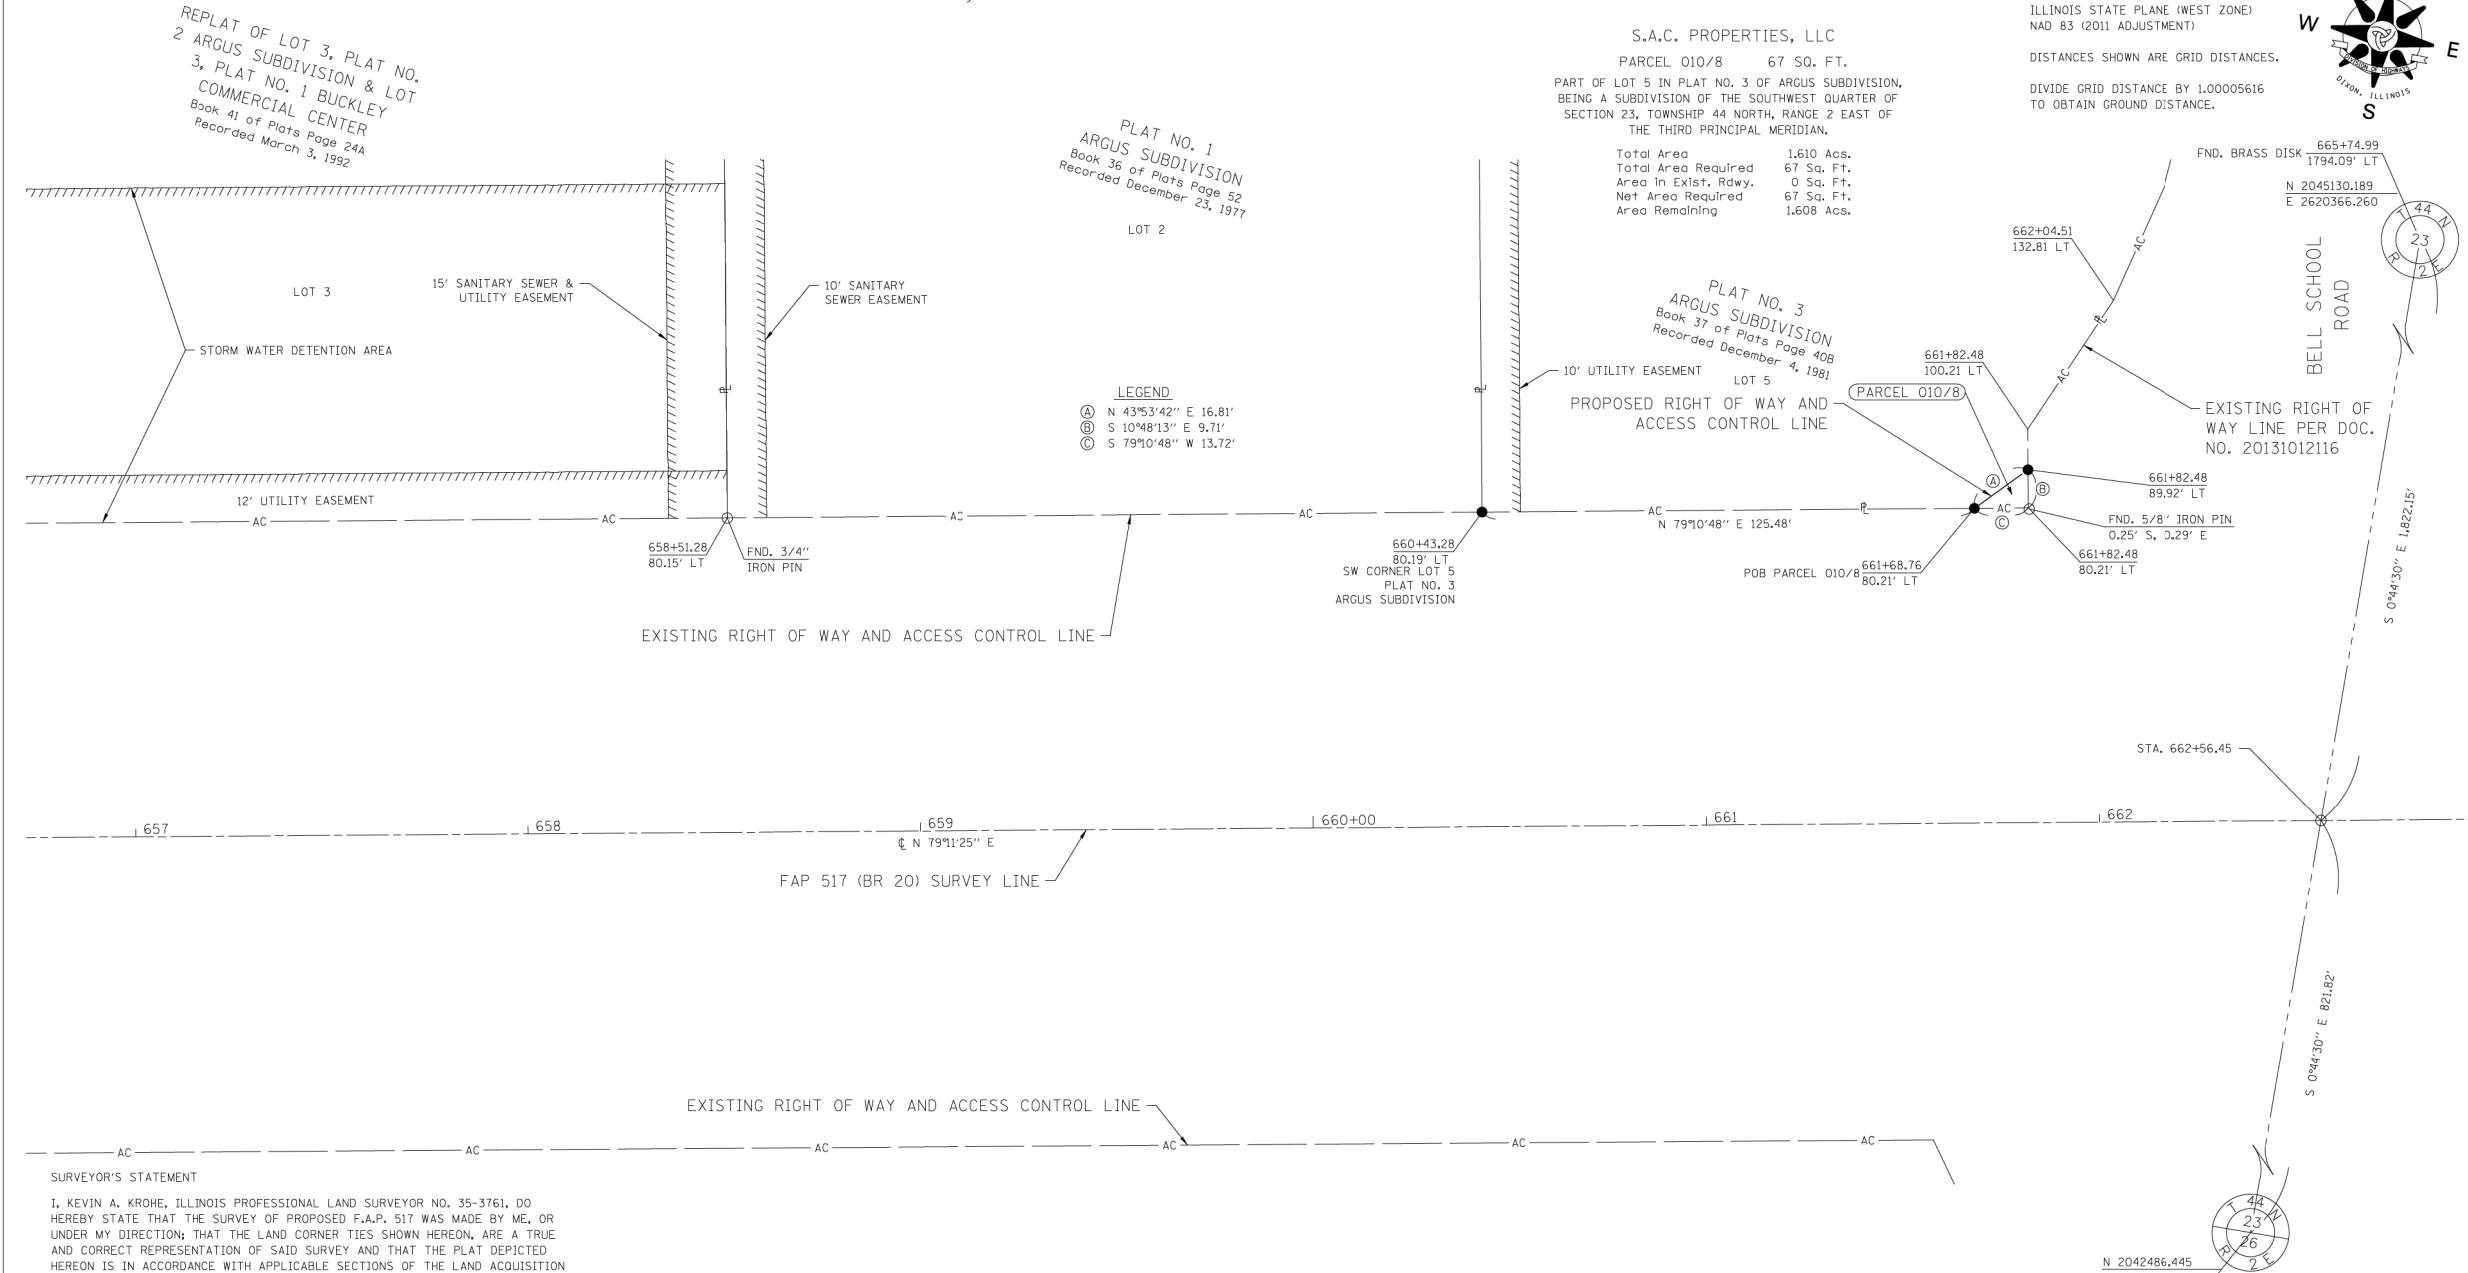 REPLAT OF LOT 3, PLAT NO.
2 ARGUS SUBDIVISION & LOT
3, PLAT NO. 1 BUCKLEY
COMMERCIAL CENTER
Book 41 of Plats Page 24A
Recorded March 3, 1992
PLAT NO. 1
ARGUS SUBDIVISION
Book 36 of Plats Page 52
Recorded December 23, 1977
LOT 2
S.A.C. PROPERTIES, LLC
PARCEL 010/8 67 SQ. FT.
PART OF LOT 5 IN PLAT NO. 3 OF ARGUS SUBDIVISION,
BEING A SUBDIVISION OF THE SOUTHWEST QUARTER OF
SECTION 23, TOWNSHIP 44 NORTH, RANGE 2 EAST OF
THE THIRD PRINCIPAL MERIDIAN.
Total Area 1.610 Acs.
Total Area Required 67 Sq. Ft.
Area in Exist. Rdwy. 0 Sq. Ft.
Net Area Required 67 Sq. Ft.
Area Remaining 1.608 Acs.
ILLINOIS STATE PLANE (WEST ZONE)
NAD 83 (2011 ADJUSTMENT)
DISTANCES SHOWN ARE GRID DISTANCES.
DIVIDE GRID DISTANCE BY 1.00005616
TO OBTAIN GROUND DISTANCE.
W
E
S
DIVISION OF HIGHWAYS
DIXON, ILLINOIS
FND. BRASS DISK
665+74.99
1794.09' LT
N 2045130.189
E 2620366.260
T 44 N
23
R 2 E
BELL SCHOOL
ROAD
662+04.51
132.81 LT
AC
PL
AC
LOT 3
15' SANITARY SEWER &
UTILITY EASEMENT
10' SANITARY
SEWER EASEMENT
STORM WATER DETENTION AREA
PL
PL
LEGEND
A N 43°53'42" E 16.81'
B S 10°48'13" E 9.71'
C S 79°10'48" W 13.72'
PLAT NO. 3
ARGUS SUBDIVISION
Book 37 of Plats Page 40B
Recorded December 4, 1981
10' UTILITY EASEMENT
LOT 5
661+82.48
100.21 LT
PARCEL 010/8
PROPOSED RIGHT OF WAY AND
ACCESS CONTROL LINE
EXISTING RIGHT OF
WAY LINE PER DOC.
NO. 20131012116
661+82.48
89.92' LT
A
B
C
12' UTILITY EASEMENT
AC
AC
AC
AC
AC
PL
AC
N 79°10'48" E 125.48'
FND. 5/8" IRON PIN
0.25' S, 0.29' E
661+82.48
80.21' LT
658+51.28
80.15' LT
FND. 3/4"
IRON PIN
660+43.28
80.19' LT
SW CORNER LOT 5
PLAT NO. 3
ARGUS SUBDIVISION
POB PARCEL 010/8
661+68.76
80.21' LT
S 0°44'30" E 1,822.15'
EXISTING RIGHT OF WAY AND ACCESS CONTROL LINE
STA. 662+56.45
657
658
659
660+00
661
662
CL N 79°11'25" E
FAP 517 (BR 20) SURVEY LINE
S 0°44'30" E 821.82'
EXISTING RIGHT OF WAY AND ACCESS CONTROL LINE
AC
AC
AC
AC
AC
AC
SURVEYOR'S STATEMENT
I, KEVIN A. KROHE, ILLINOIS PROFESSIONAL LAND SURVEYOR NO. 35-3761, DO
HEREBY STATE THAT THE SURVEY OF PROPOSED F.A.P. 517 WAS MADE BY ME, OR
UNDER MY DIRECTION; THAT THE LAND CORNER TIES SHOWN HEREON, ARE A TRUE
AND CORRECT REPRESENTATION OF SAID SURVEY AND THAT THE PLAT DEPICTED
HEREON IS IN ACCORDANCE WITH APPLICABLE SECTIONS OF THE LAND ACQUISITION
T 44 N
23
26
R 2 E
N 2042486.445